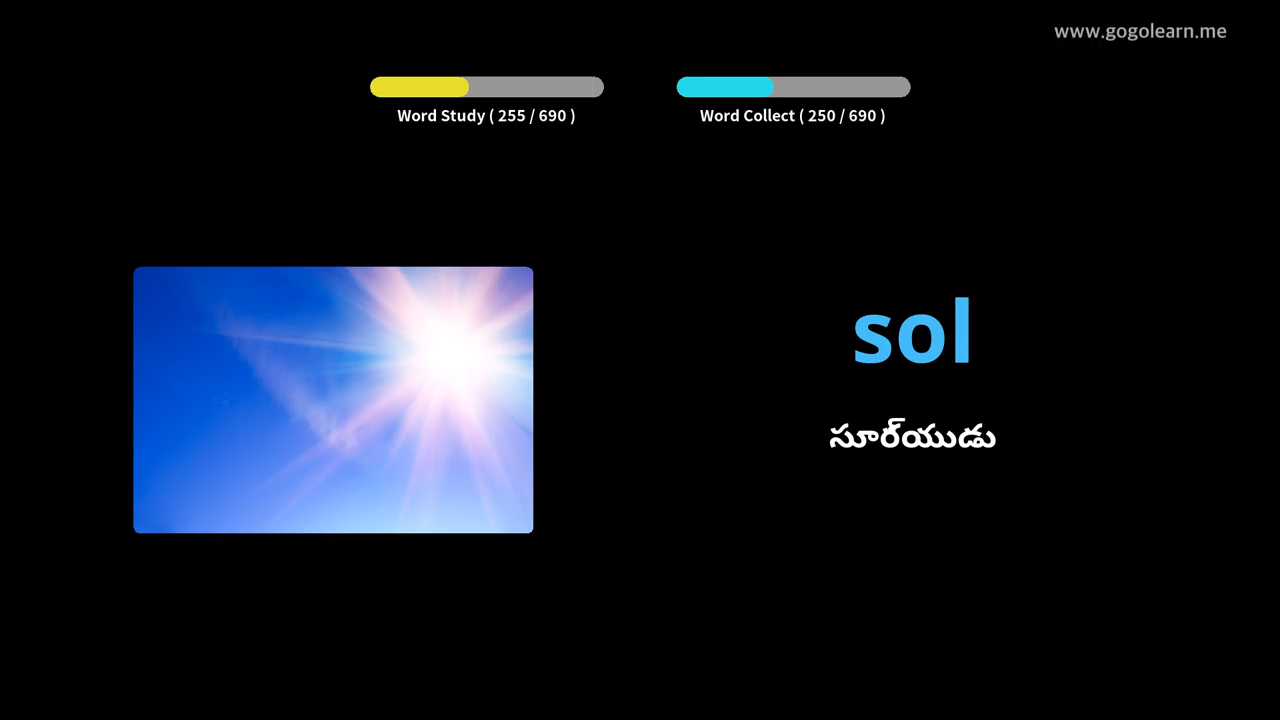 www.gogolearn.me
Word Study ( 255 / 690 )
Word Collect ( 250 / 690 )
sol
సూర్‌యుడు